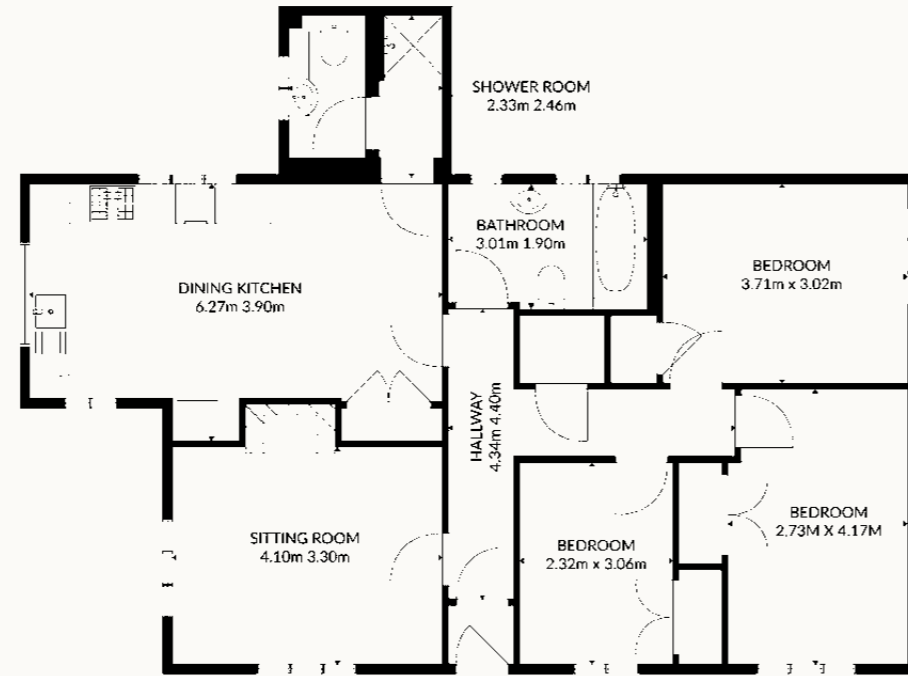 SHOWER ROOM
2.33m 2.46m
BATHROOM
3.01m 1.90m
BEDROOM
3.71m x 3.02m
DINING KITCHEN
6.27m 3.90m
HALLWAY
4.34m 4.40m
SITTING ROOM
4.10m 3.30m
BEDROOM
2.32m x 3.06m
BEDROOM
2.73M X 4.17M